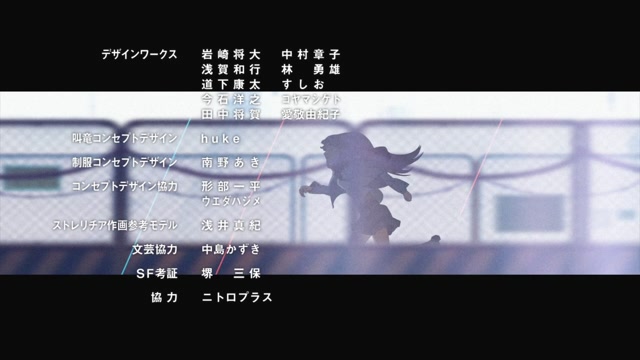 デザインワークス 岩崎将大 中村章子
浅賀和行 林 勇雄
道下康太 すしお
今石洋之 コヤマシゲト
田中将賀 愛敬由紀子
叫竜コンセプトデザイン huke
制服コンセプトデザイン 南野あき
コンセプトデザイン協力 形部一平
ウエダハジメ
ストレリチア作画参考モデル 浅井真紀
文芸協力 中島かずき
SF考証 堺 三保
協力 ニトロプラス